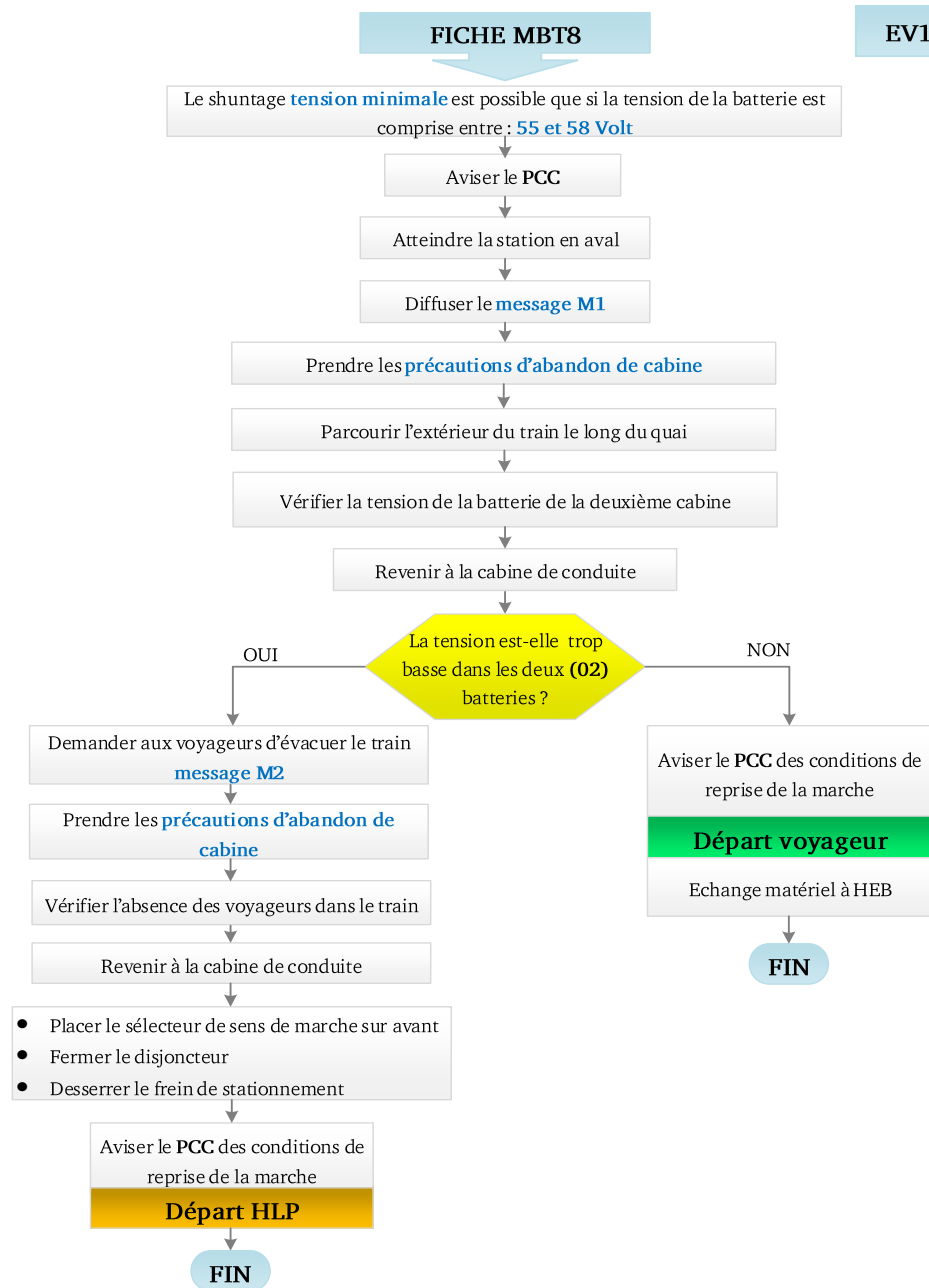 FICHE MBT8
EV1
Le shuntage tension minimale est possible que si la tension de la batterie est
comprise entre : 55 et 58 Volt
Aviser le PCC
Atteindre la station en aval
Diffuser le message M1
Prendre les précautions d’abandon de cabine
Parcourir l’extérieur du train le long du quai
Vérifier la tension de la batterie de la deuxième cabine
Revenir à la cabine de conduite
La tension est-elle trop
basse dans les deux (02)
batteries ?
OUI
NON
Demander aux voyageurs d’évacuer le train
message M2
Prendre les précautions d’abandon de
cabine
Vérifier l’absence des voyageurs dans le train
Revenir à la cabine de conduite
• Placer le sélecteur de sens de marche sur avant
• Fermer le disjoncteur
• Desserrer le frein de stationnement
Aviser le PCC des conditions de
reprise de la marche
Départ HLP
FIN
Aviser le PCC des conditions de
reprise de la marche
Départ voyageur
Echange matériel à HEB
FIN